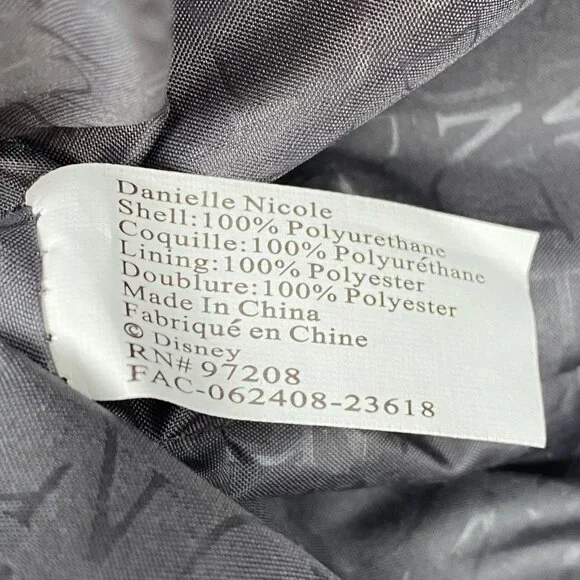 Danielle Nicole
Shell:100% Polyurethane
Coquille:100% Polyuréthane
Lining:100% Polyester
Doublure:100% Polyester
Made In China
Fabriqué en Chine
© Disney
RN# 97208
FAC-062408-23618